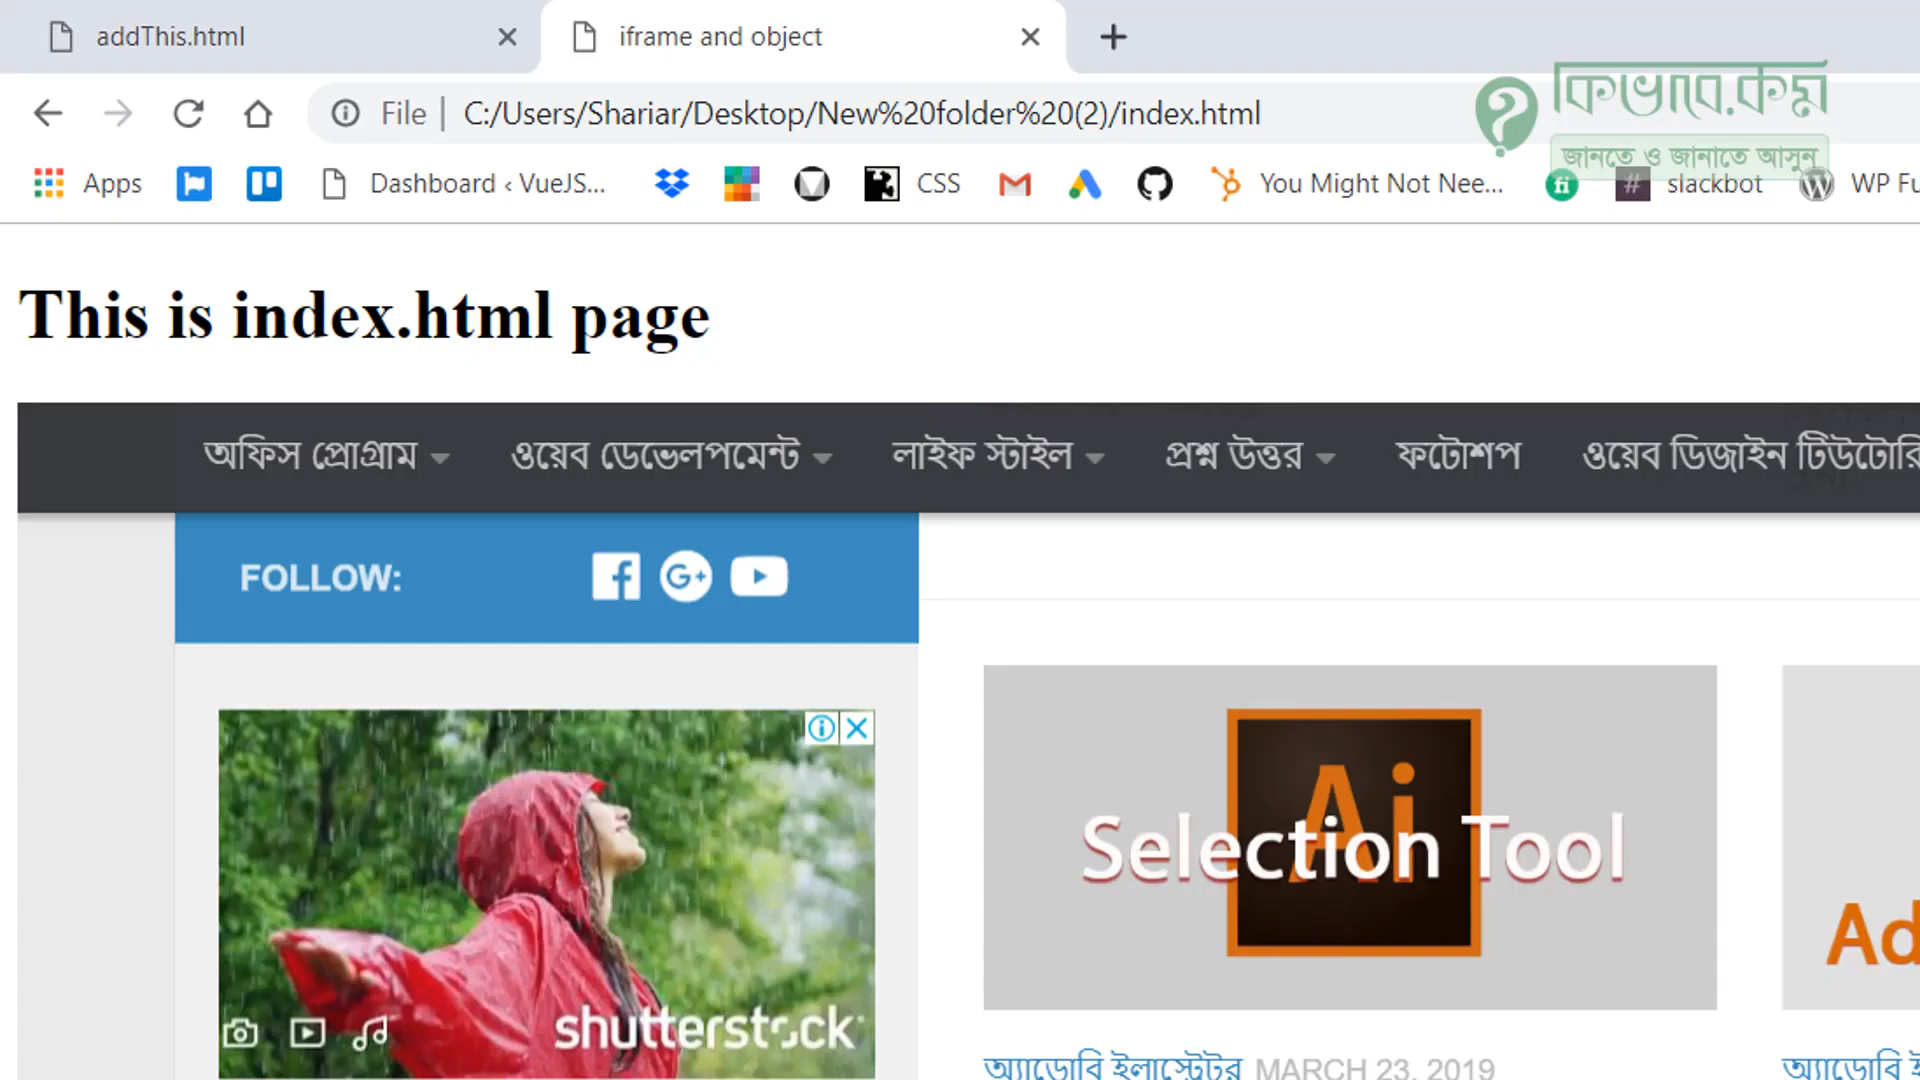 addThis.html
iframe and object
File
C:/Users/Shariar/Desktop/New%20folder%20(2)/index.html
কিভাবে.কম
জানতে ও জানাতে আসুন
Apps
Dashboard ‹ VueJS...
CSS
You Might Not Nee...
fi
#
slackbot
WP Fu
This is index.html page
অফিস প্রোগ্রাম
ওয়েব ডেভেলপমেন্ট
লাইফ স্টাইল
প্রশ্ন উত্তর
ফটোশপ
ওয়েব ডিজাইন টিউটোরি
FOLLOW:
G+
Ai
Selection Tool
Ad
shutterstock
অ্যাডোবি ইলাস্ট্রেটর MARCH 23, 2019
অ্যাডোবি ই